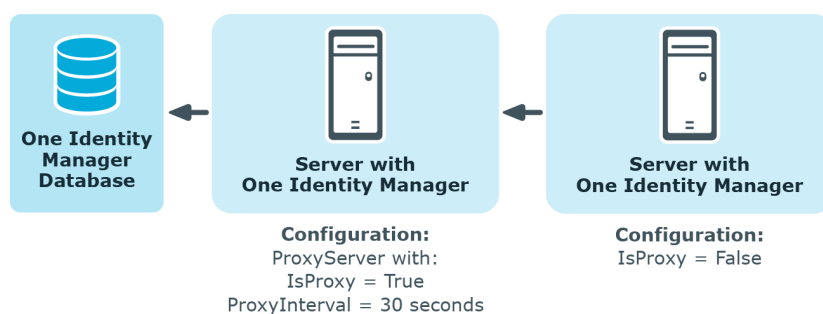 One Identity
Manager
Database
Server with
One Identity Manager
Server with
One Identity Manager
Configuration:
ProxyServer with:
IsProxy = True
ProxyInterval = 30 seconds
Configuration:
IsProxy = False